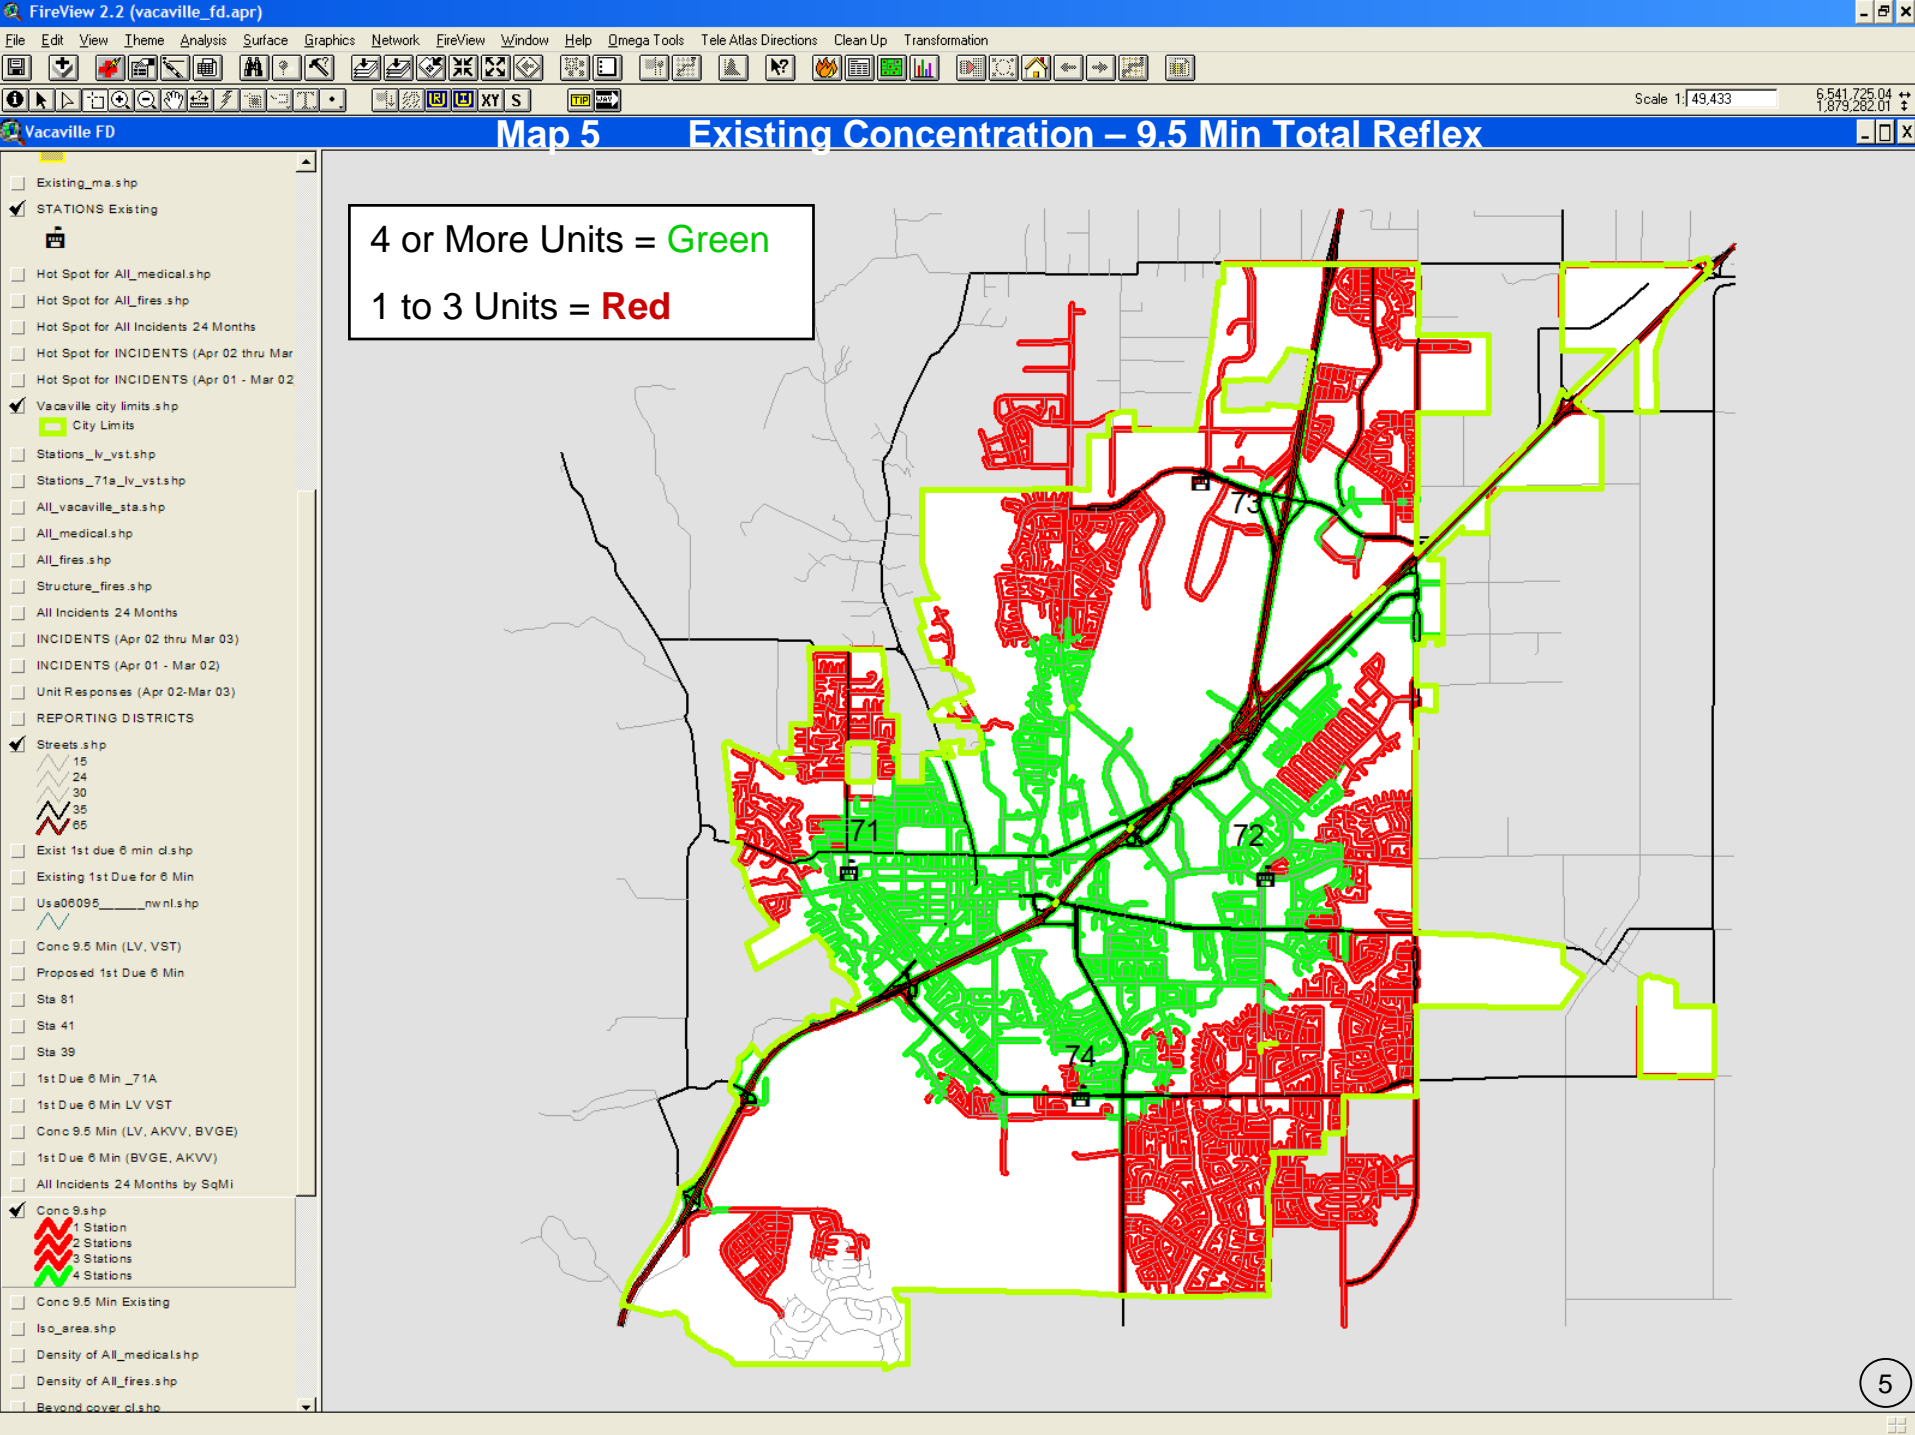 FireView 2.2 (vacaville_fd.apr)
File Edit View Theme Analysis Surface Graphics Network FireView Window Help Omega Tools Tele Atlas Directions Clean Up Transformation
XY S TIP WAY
Scale 1: 49,433
6,541,725.04
1,879,282.01
Vacaville FD
Map 5 Existing Concentration – 9.5 Min Total Reflex
Existing_ma.shp
STATIONS Existing
Hot Spot for All_medical.shp
Hot Spot for All_fires.shp
Hot Spot for All Incidents 24 Months
Hot Spot for INCIDENTS (Apr 02 thru Mar
Hot Spot for INCIDENTS (Apr 01 - Mar 02
Vacaville city limits.shp
City Limits
Stations_lv_vst.shp
Stations_71a_lv_vst.shp
All_vacaville_sta.shp
All_medical.shp
All_fires.shp
Structure_fires.shp
All Incidents 24 Months
INCIDENTS (Apr 02 thru Mar 03)
INCIDENTS (Apr 01 - Mar 02)
Unit Responses (Apr 02-Mar 03)
REPORTING DISTRICTS
Streets.shp
15
24
30
35
65
Exist 1st due 6 min cl.shp
Existing 1st Due for 6 Min
Usa06095______nwnl.shp
Conc 9.5 Min (LV, VST)
Proposed 1st Due 6 Min
Sta 81
Sta 41
Sta 39
1st Due 6 Min _71A
1st Due 6 Min LV VST
Conc 9.5 Min (LV, AKVV, BVGE)
1st Due 6 Min (BVGE, AKVV)
All Incidents 24 Months by SqMi
Conc 9.shp
1 Station
2 Stations
3 Stations
4 Stations
Conc 9.5 Min Existing
Iso_area.shp
Density of All_medical.shp
Density of All_fires.shp
Beyond cover cl.shp
4 or More Units = Green
1 to 3 Units = Red
73
71
72
74
5